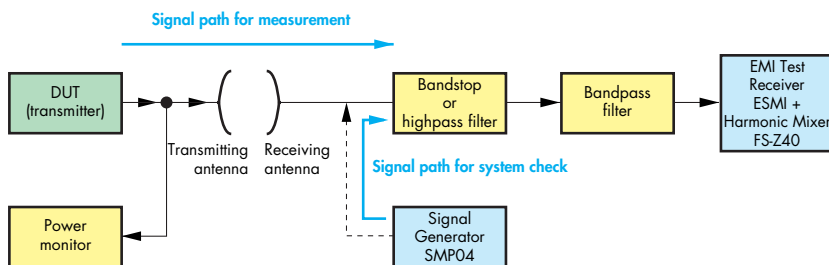 Signal path for measurement
DUT
(transmitter)
Transmitting
antenna
Receiving
antenna
Bandstop
or
highpass filter
Bandpass
filter
EMI Test
Receiver
ESMI +
Harmonic Mixer
FS-Z40
Signal path for system check
Power
monitor
Signal
Generator
SMP04